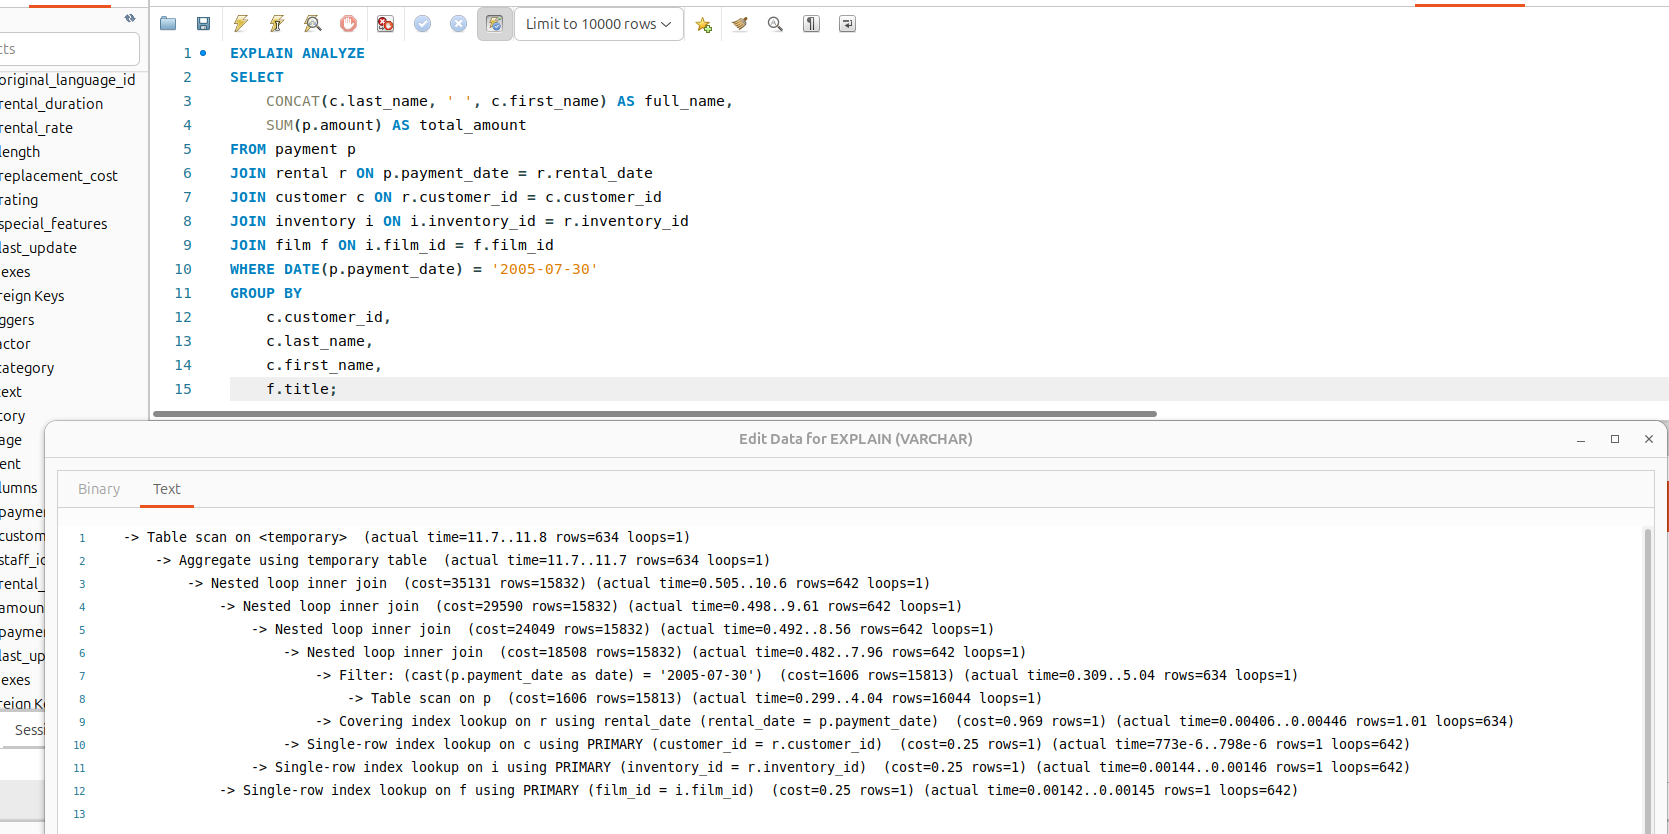 Limit to 10000 rows
cts
original_language_id
rental_duration
rental_rate
length
replacement_cost
rating
special_features
last_update
exes
reign Keys
ggers
actor
category
text
tory
age
ent
lumns
paymen
custom
staff_id
rental_
amoun
paymen
last_up
exes
reign Ke
Sessi
1 EXPLAIN ANALYZE
2 SELECT
3 CONCAT(c.last_name, ' ', c.first_name) AS full_name,
4 SUM(p.amount) AS total_amount
5 FROM payment p
6 JOIN rental r ON p.payment_date = r.rental_date
7 JOIN customer c ON r.customer_id = c.customer_id
8 JOIN inventory i ON i.inventory_id = r.inventory_id
9 JOIN film f ON i.film_id = f.film_id
10 WHERE DATE(p.payment_date) = '2005-07-30'
11 GROUP BY
12 c.customer_id,
13 c.last_name,
14 c.first_name,
15 f.title;
Edit Data for EXPLAIN (VARCHAR)
Binary Text
1 -> Table scan on <temporary> (actual time=11.7..11.8 rows=634 loops=1)
2 -> Aggregate using temporary table (actual time=11.7..11.7 rows=634 loops=1)
3 -> Nested loop inner join (cost=35131 rows=15832) (actual time=0.505..10.6 rows=642 loops=1)
4 -> Nested loop inner join (cost=29590 rows=15832) (actual time=0.498..9.61 rows=642 loops=1)
5 -> Nested loop inner join (cost=24049 rows=15832) (actual time=0.492..8.56 rows=642 loops=1)
6 -> Nested loop inner join (cost=18508 rows=15832) (actual time=0.482..7.96 rows=642 loops=1)
7 -> Filter: (cast(p.payment_date as date) = '2005-07-30') (cost=1606 rows=15813) (actual time=0.309..5.04 rows=634 loops=1)
8 -> Table scan on p (cost=1606 rows=15813) (actual time=0.299..4.04 rows=16044 loops=1)
9 -> Covering index lookup on r using rental_date (rental_date = p.payment_date) (cost=0.969 rows=1) (actual time=0.00406..0.00446 rows=1.01 loops=634)
10 -> Single-row index lookup on c using PRIMARY (customer_id = r.customer_id) (cost=0.25 rows=1) (actual time=773e-6..798e-6 rows=1 loops=642)
11 -> Single-row index lookup on i using PRIMARY (inventory_id = r.inventory_id) (cost=0.25 rows=1) (actual time=0.00144..0.00146 rows=1 loops=642)
12 -> Single-row index lookup on f using PRIMARY (film_id = i.film_id) (cost=0.25 rows=1) (actual time=0.00142..0.00145 rows=1 loops=642)
13